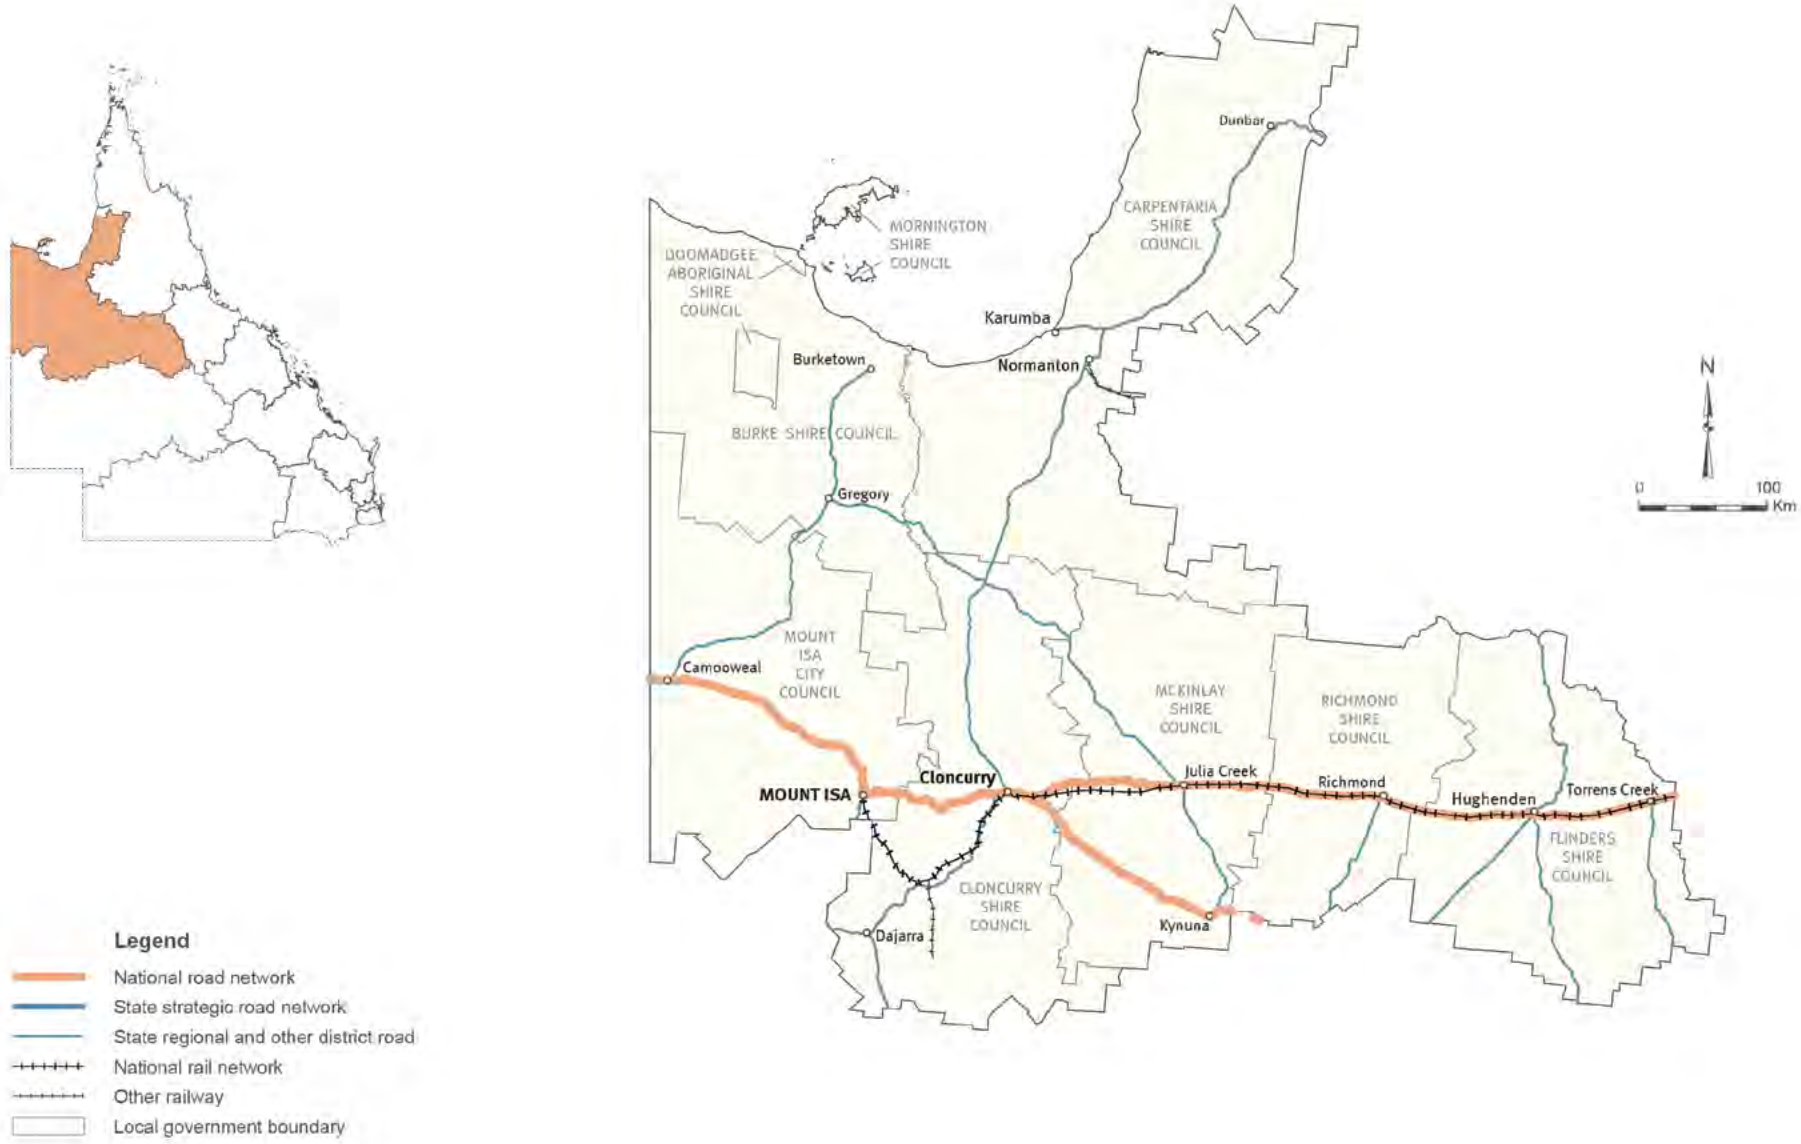 Dunbar
CARPENTARIA
SHIRE
COUNCIL
MORNINGTON
SHIRE
COUNCIL
DOOMADGEE
ABORIGINAL
SHIRE
COUNCIL
Karumba
Normanton
Burketown
BURKE SHIRE COUNCIL
Gregory
N
0 100
Km
MOUNT
ISA
CITY
COUNCIL
Camooweal
MCKINLAY
SHIRE
COUNCIL
RICHMOND
SHIRE
COUNCIL
Cloncurry
Julia Creek
Richmond
Hughenden
Torrens Creek
MOUNT ISA
FLINDERS
SHIRE
COUNCIL
CLONCURRY
SHIRE
COUNCIL
Kynuna
Dajarra
Legend
National road network
State strategic road network
State regional and other district road
National rail network
Other railway
Local government boundary